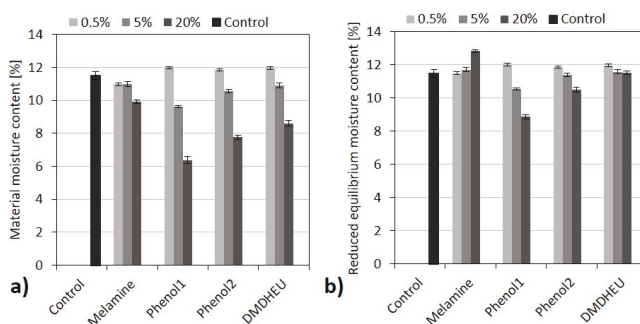 0.5% 5% 20% Control
Material moisture content [%]
14
12
10
8
6
4
2
0
Control
Melamine
Phenol1
Phenol2
DMDHEU
a)
0.5% 5% 20% Control
Reduced equilibrium moisture content [%]
14
12
10
8
6
4
2
0
Control
Melamine
Phenol1
Phenol2
DMDHEU
b)